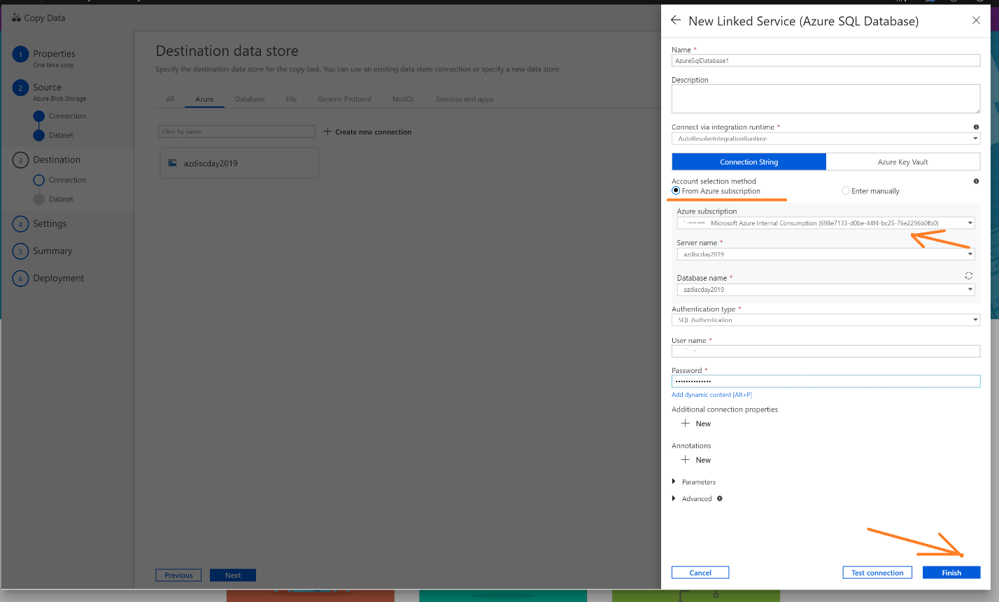 Copy Data
1 Properties
One time copy
2 Source
Azure Blob Storage
Connection
Dataset
3 Destination
Connection
Dataset
4 Settings
5 Summary
6 Deployment
Destination data store
Specify the destination data store for the copy task. You can use an existing data store connection or specify a new data store.
All Azure Database File Generic Protocol NoSQL Services and apps
Filter by name
Create new connection
azdiscday2019
Previous Next
New Linked Service (Azure SQL Database)
Name *
AzureSqlDatabase1
Description
Connect via integration runtime *
AutoResolveIntegrationRuntime
Connection String Azure Key Vault
Account selection method
From Azure subscription Enter manually
Azure subscription
Microsoft Azure Internal Consumption (698e7133-d0be-44f4-bc25-76e2296b0fb0)
Server name *
azdiscday2019
Database name *
azdiscday2019
Authentication type *
SQL Authentication
User name *
Password *
••••••••••••••
Add dynamic content [Alt+P]
Additional connection properties
New
Annotations
New
Parameters
Advanced
Cancel Test connection Finish